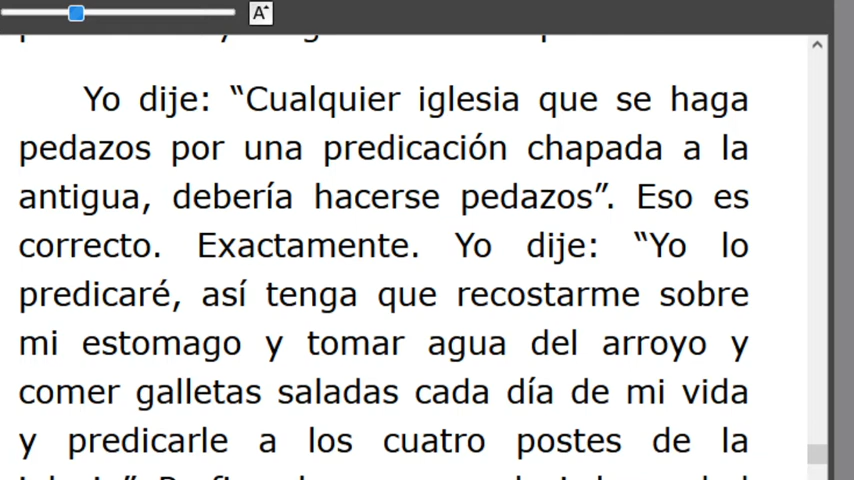 A
Yo dije: “Cualquier iglesia que se haga
pedazos por una predicación chapada a la
antigua, debería hacerse pedazos”. Eso es
correcto. Exactamente. Yo dije: “Yo lo
predicaré, así tenga que recostarme sobre
mi estomago y tomar agua del arroyo y
comer galletas saladas cada día de mi vida
y predicarle a los cuatro postes de la